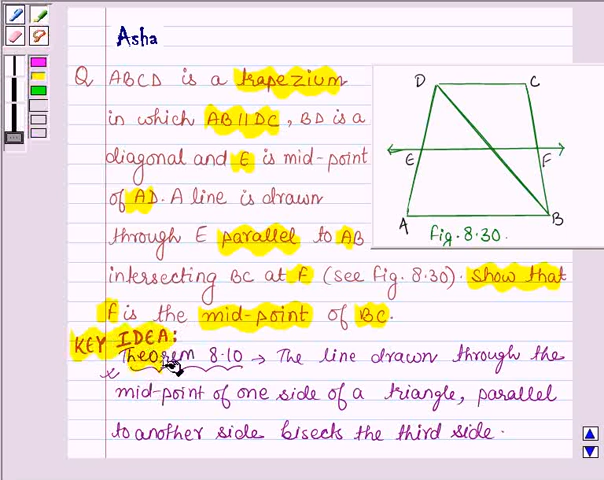 Asha
Q ABCD is a trapezium
in which AB||DC, BD is a
diagonal and E is mid-point
of AD. A line is drawn
through E parallel to AB
intersecting BC at F (see fig. 8.30). show that
F is the mid-point of BC.
D C
E F
A B
fig. 8.30.
KEY IDEA:
Theorem 8.10 → The line drawn through the
mid-point of one side of a triangle, parallel
to another side bisects the third side.